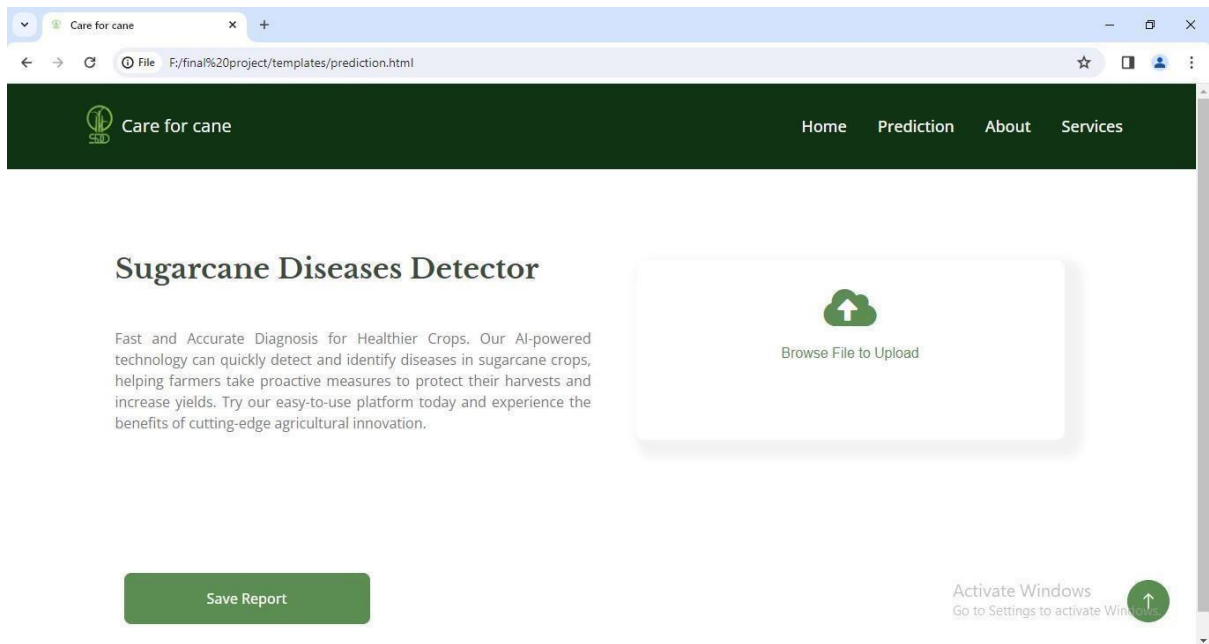 Care for cane
File F:/final%20project/templates/prediction.html
Care for cane
Home Prediction About Services
Sugarcane Diseases Detector
Fast and Accurate Diagnosis for Healthier Crops. Our AI-powered
technology can quickly detect and identify diseases in sugarcane crops,
helping farmers take proactive measures to protect their harvests and
increase yields. Try our easy-to-use platform today and experience the
benefits of cutting-edge agricultural innovation.
Browse File to Upload
Save Report
Activate Windows
Go to Settings to activate Windows.